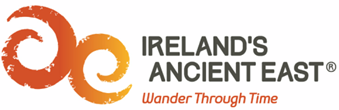 IRELAND'S
ANCIENT EAST®
Wander Through Time